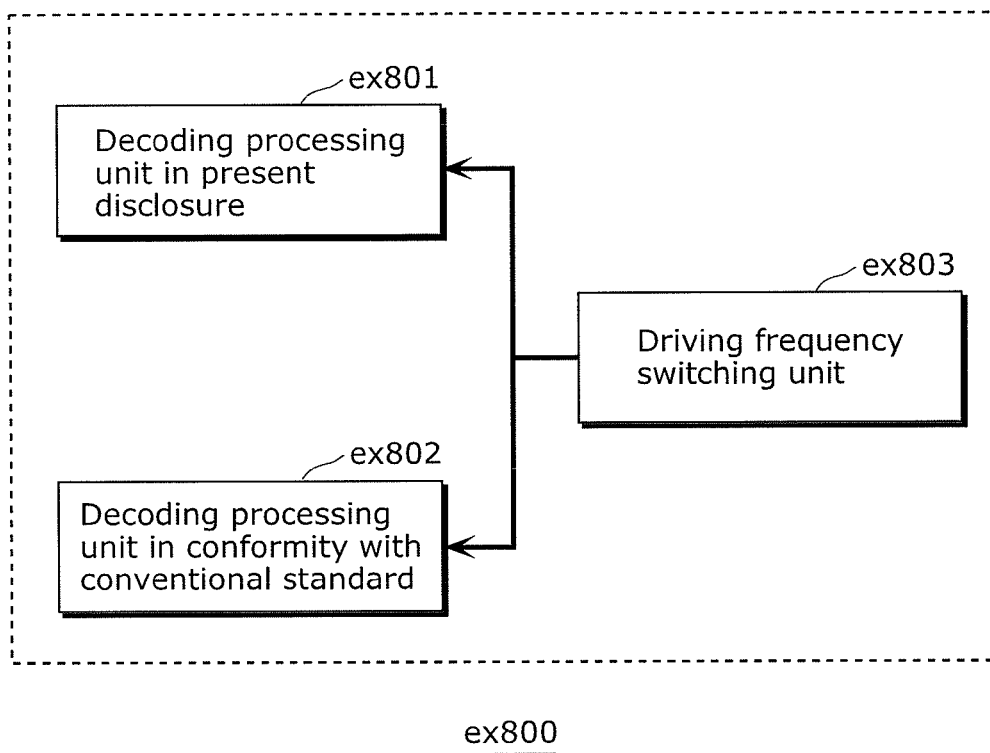 ex801
Decoding processing
unit in present
disclosure
ex803
Driving frequency
switching unit
ex802
Decoding processing
unit in conformity with
conventional standard
ex800